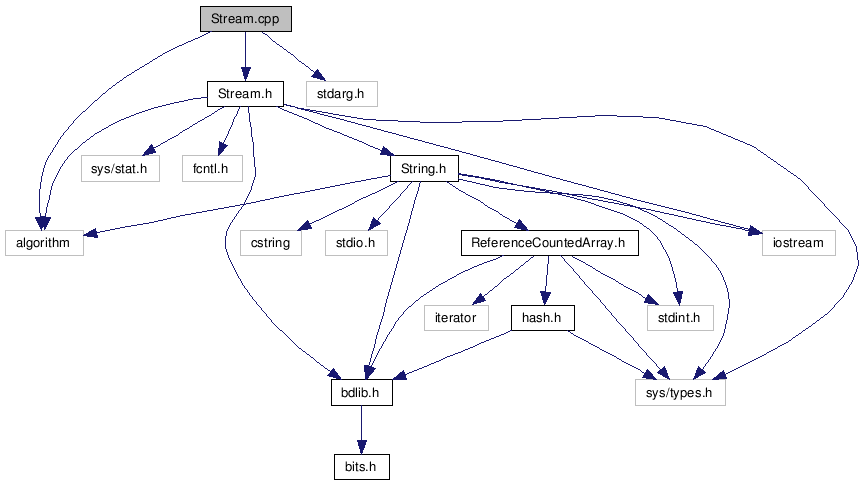 Stream.cpp
Stream.h
stdarg.h
sys/stat.h
fcntl.h
String.h
algorithm
cstring
stdio.h
ReferenceCountedArray.h
iostream
iterator
hash.h
stdint.h
bdlib.h
sys/types.h
bits.h